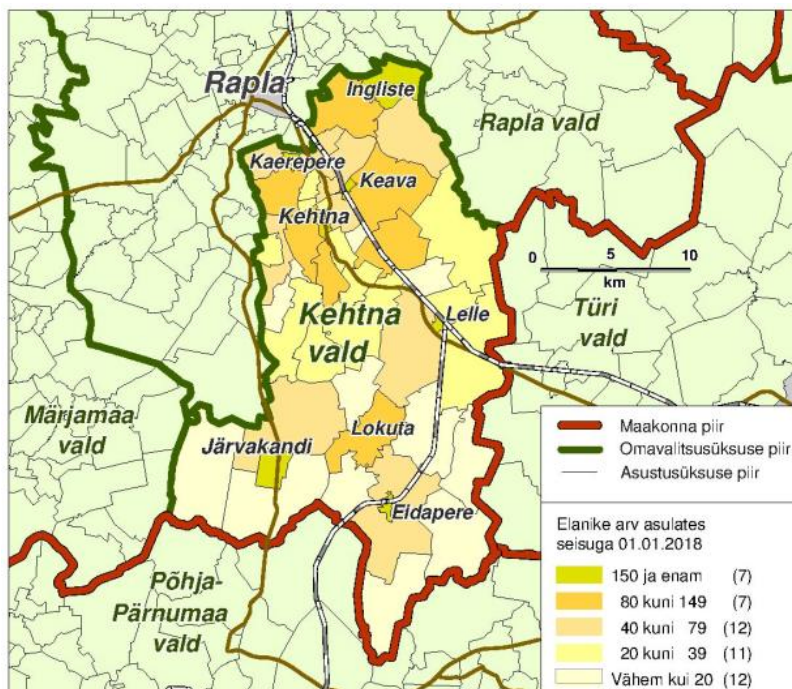 Rapla
Ingliste
Rapla vald
Kaerepere
Keava
Kehtna
0 5 10
km
Kehtna
vald
Lelle
Türi
vald
Märjamaa
vald
Järvakandi
Lokuta
Eidapere
Põhja-
Pärnumaa
vald
Maakonna piir
Omavalitsusüksuse piir
Asustusüksuse piir
Elanike arv asulates
seisuga 01.01.2018
150 ja enam (7)
80 kuni 149 (7)
40 kuni 79 (12)
20 kuni 39 (11)
Vähem kui 20 (12)